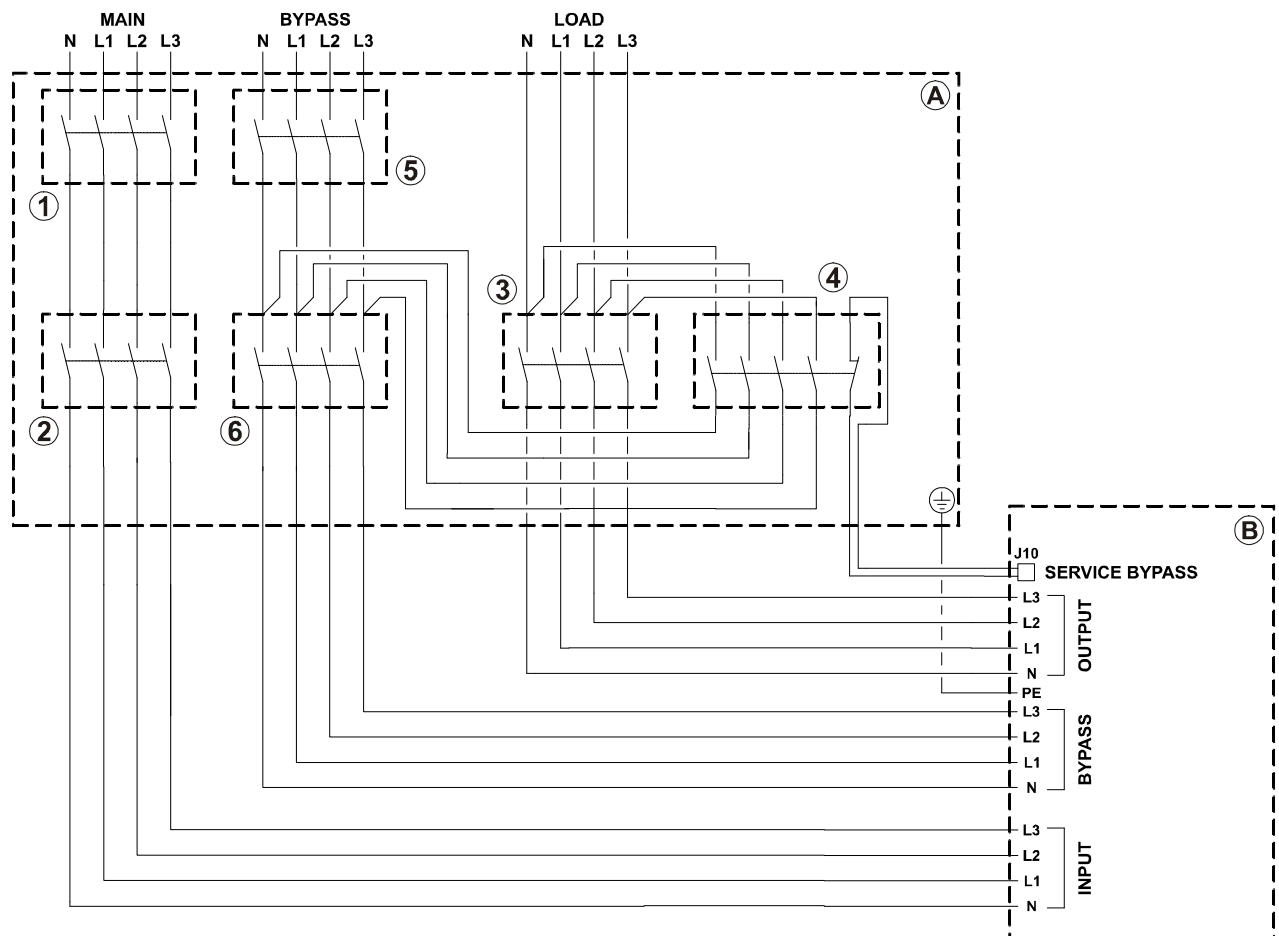 MAIN BYPASS LOAD
N L1 L2 L3 N L1 L2 L3 N L1 L2 L3
A
5
1
4
3
2
6
B
J10
SERVICE BYPASS
L3
L2
L1
N
OUTPUT
PE
L3
L2
L1
N
BYPASS
L3
L2
L1
N
INPUT